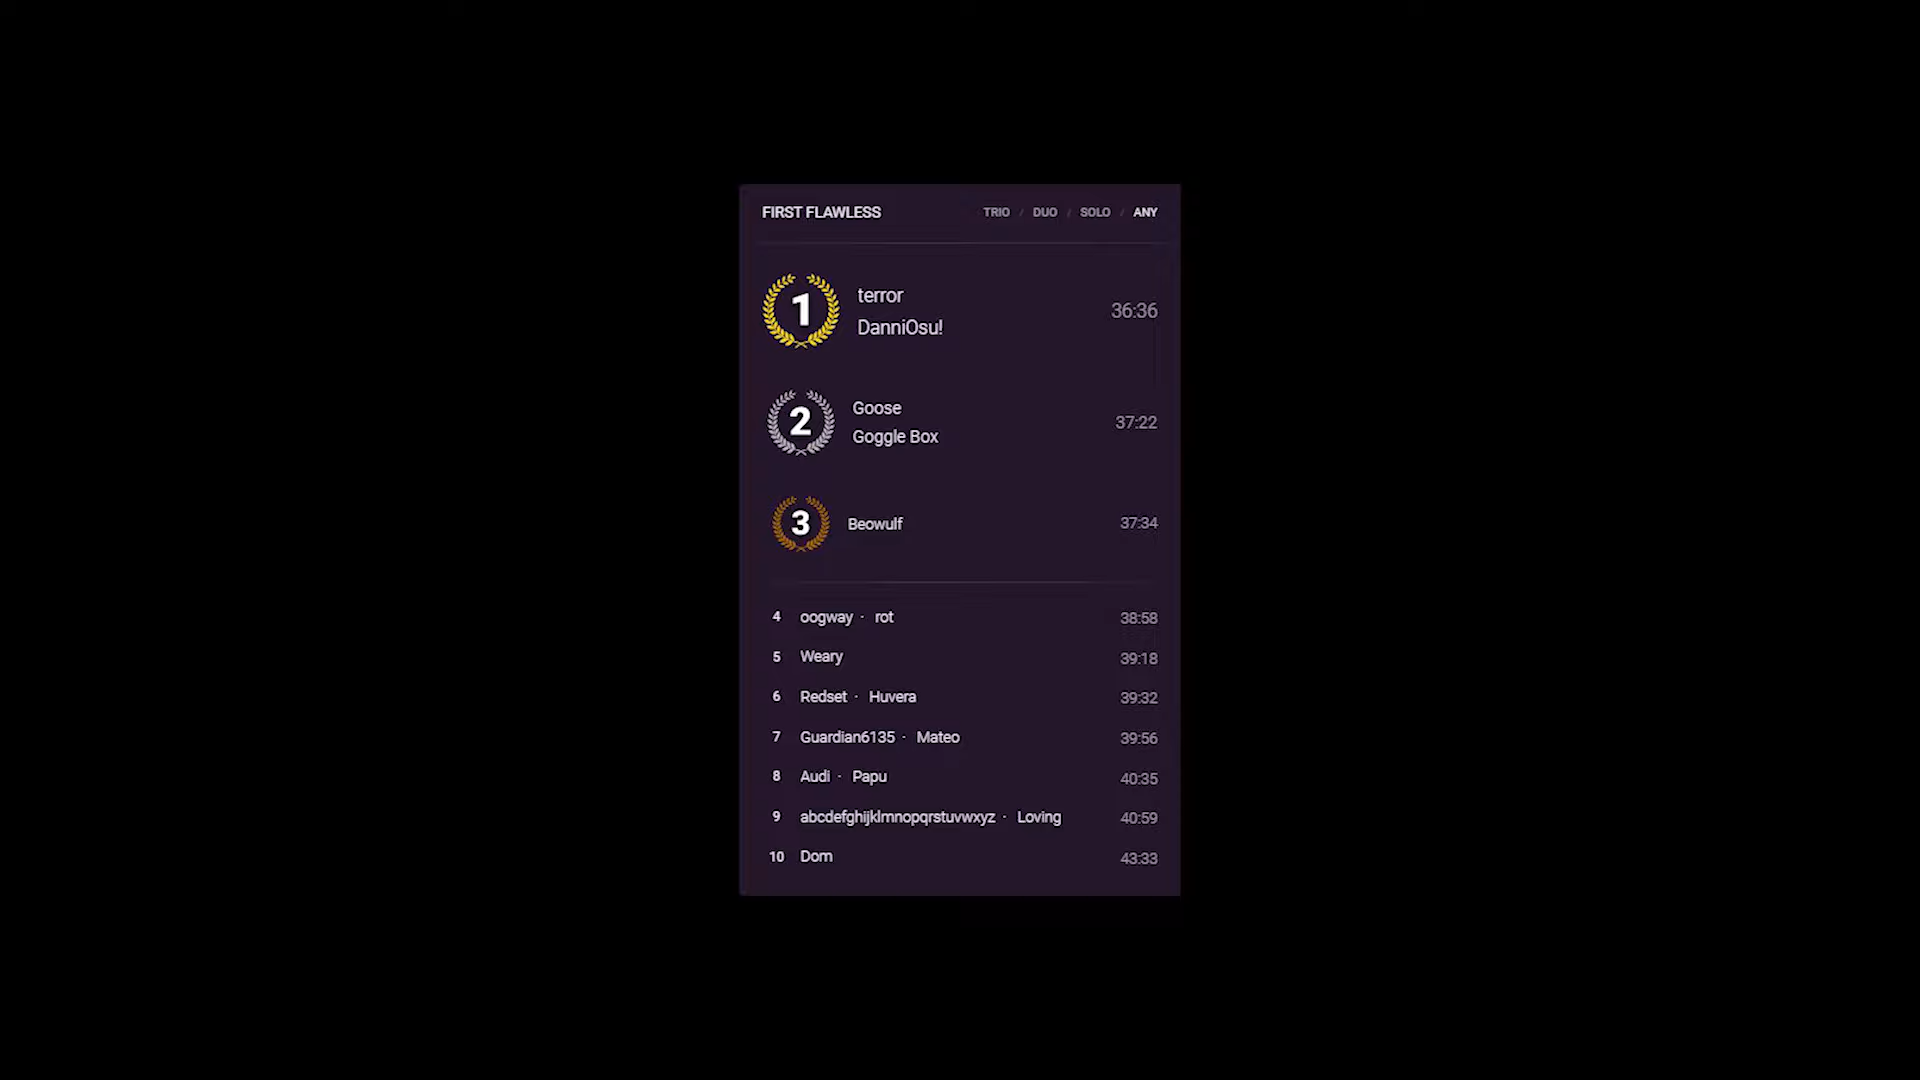 FIRST FLAWLESS TRIO / DUO / SOLO / ANY
1 terror 36:36
DanniOsu!
2 Goose 37:22
Goggle Box
3 Beowulf 37:34
4 oogway · rot 38:58
5 Weary 39:18
6 Redset · Huvera 39:32
7 Guardian6135 · Mateo 39:56
8 Audi · Papu 40:35
9 abcdefghijklmnopqrstuvwxyz · Loving 40:59
10 Dom 43:33